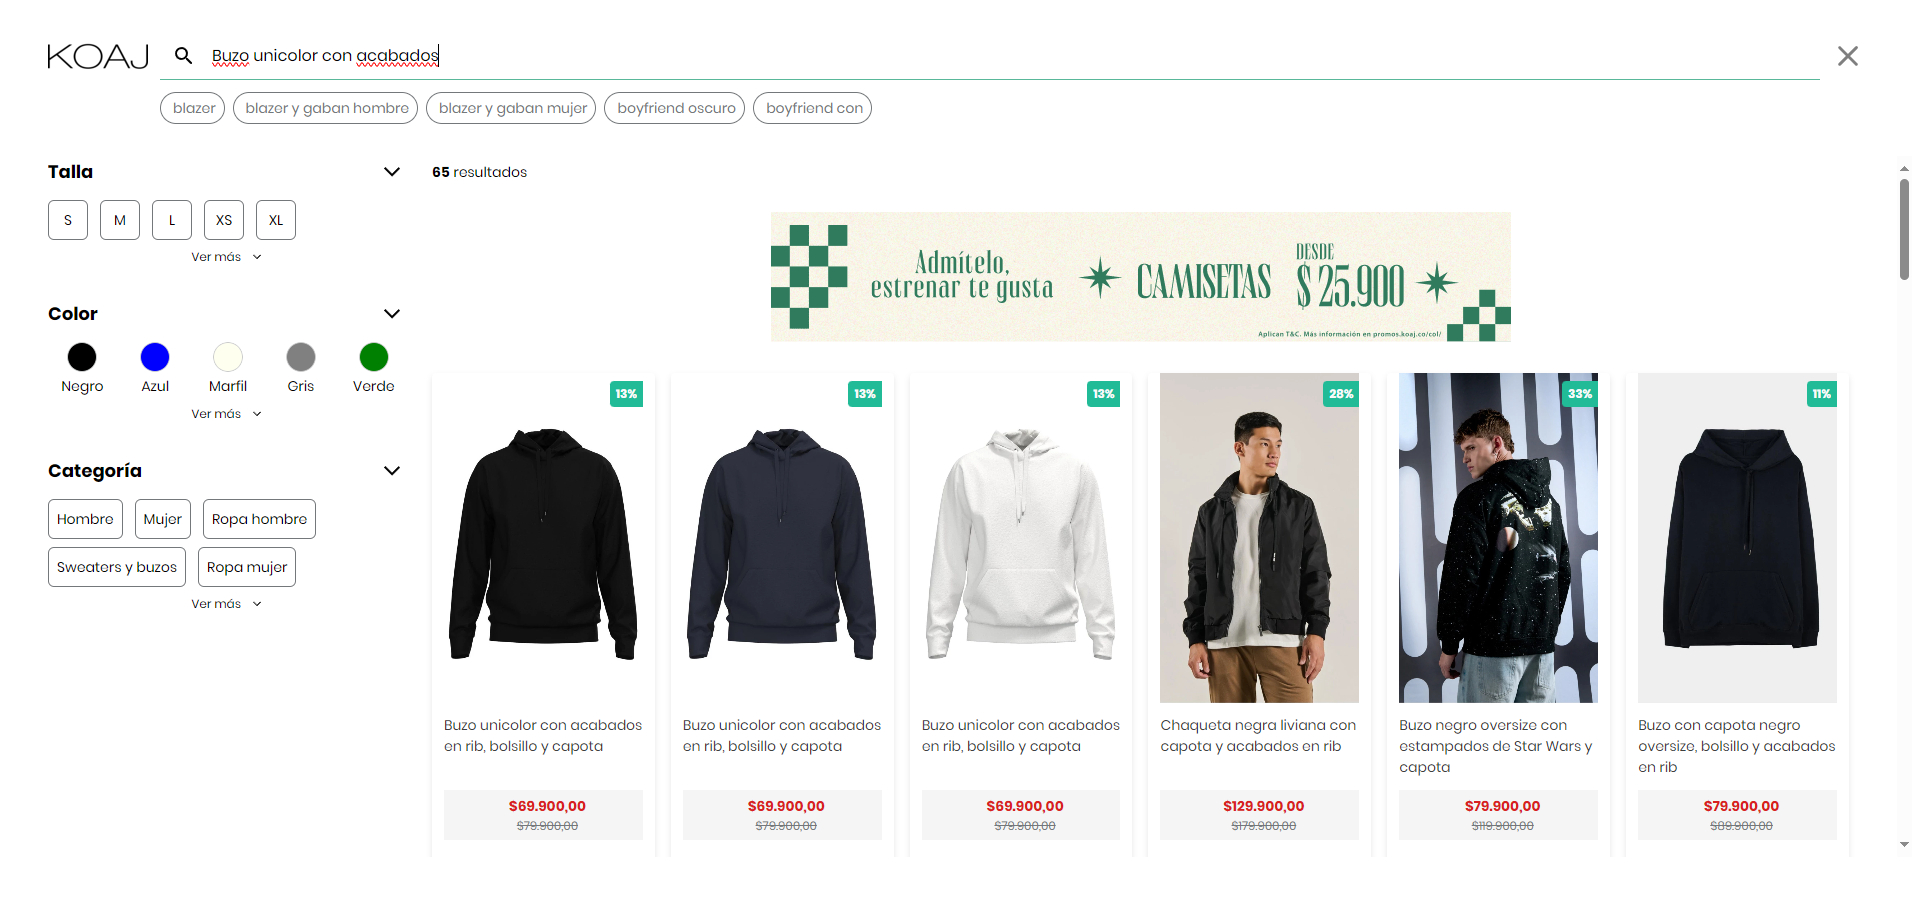 KOAJ
Buzo unicolor con acabados
blazer
blazer y gaban hombre
blazer y gaban mujer
boyfriend oscuro
boyfriend con
Talla
S
M
L
XS
XL
Ver más
Color
Negro
Azul
Marfil
Gris
Verde
Ver más
Categoría
Hombre
Mujer
Ropa hombre
Sweaters y buzos
Ropa mujer
Ver más
65 resultados
Admítelo,
estrenar te gusta
CAMISETAS
DESDE
$ 25.900
Aplican T&C. Más información en promos.koaj.co/col/
13%
Buzo unicolor con acabados
en rib, bolsillo y capota
$69.900,00
$79.900,00
13%
Buzo unicolor con acabados
en rib, bolsillo y capota
$69.900,00
$79.900,00
13%
Buzo unicolor con acabados
en rib, bolsillo y capota
$69.900,00
$79.900,00
28%
Chaqueta negra liviana con
capota y acabados en rib
$129.900,00
$179.900,00
33%
Buzo negro oversize con
estampados de Star Wars y
capota
$79.900,00
$119.900,00
11%
Buzo con capota negro
oversize, bolsillo y acabados
en rib
$79.900,00
$89.900,00